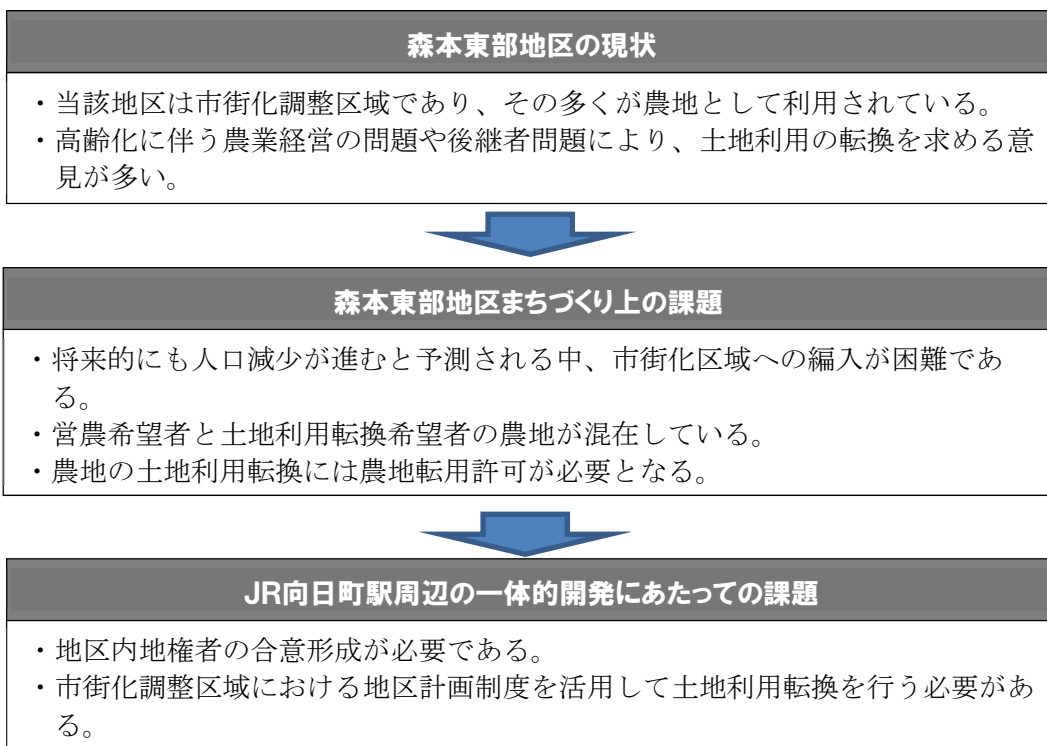 森本東部地区の現状
・当該地区は市街化調整区域であり、その多くが農地として利用されている。
・高齢化に伴う農業経営の問題や後継者問題により、土地利用の転換を求める意
見が多い。
森本東部地区まちづくり上の課題
・将来的にも人口減少が進むと予測される中、市街化区域への編入が困難であ
る。
・営農希望者と土地利用転換希望者の農地が混在している。
・農地の土地利用転換には農地転用許可が必要となる。
JR向日町駅周辺の一体的開発にあたっての課題
・地区内地権者の合意形成が必要である。
・市街化調整区域における地区計画制度を活用して土地利用転換を行う必要があ
る。